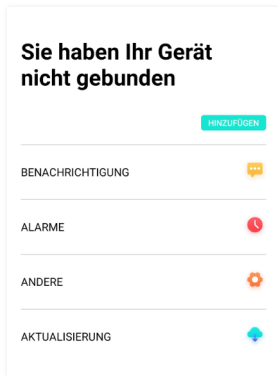 Sie haben Ihr Gerät
nicht gebunden
HINZUFÜGEN
BENACHRICHTIGUNG
ALARME
ANDERE
AKTUALISIERUNG